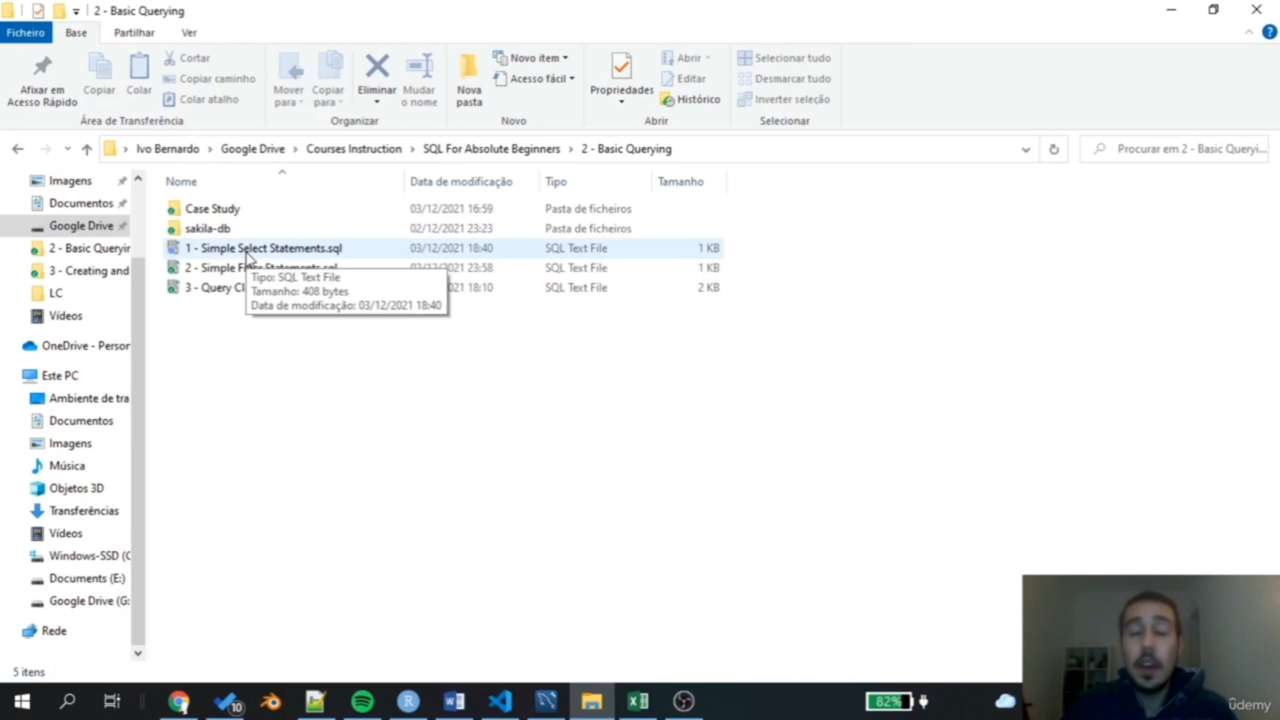 2 - Basic Querying
Ficheiro Base Partilhar Ver
Afixar em Acesso Rápido
Copiar
Colar
Cortar
Copiar caminho
Colar atalho
Mover para
Copiar para
Eliminar
Mudar o nome
Nova pasta
Novo item
Acesso fácil
Propriedades
Abrir
Editar
Histórico
Selecionar tudo
Desmarcar tudo
Inverter seleção
Área de Transferência Organizar Novo Abrir Selecionar
Ivo Bernardo > Google Drive > Courses Instruction > SQL For Absolute Beginners > 2 - Basic Querying
Procurar em 2 - Basic Queryi...
Nome Data de modificação Tipo Tamanho
Case Study 03/12/2021 16:59 Pasta de ficheiros
sakila-db 02/12/2021 23:23 Pasta de ficheiros
1 - Simple Select Statements.sql 03/12/2021 18:40 SQL Text File 1 KB
2 - Simple Filter Statements.sql 23:58 SQL Text File 1 KB
3 - Query Cl 18:10 SQL Text File 2 KB
Tipo: SQL Text File
Tamanho: 408 bytes
Data de modificação: 03/12/2021 18:40
Imagens
Documentos
Google Drive
2 - Basic Queryin
3 - Creating and
LC
Vídeos
OneDrive - Person
Este PC
Ambiente de tra
Documentos
Imagens
Música
Objetos 3D
Transferências
Vídeos
Windows-SSD (C
Documents (E:)
Google Drive (G:
Rede
5 itens
10
82%
ûdemy